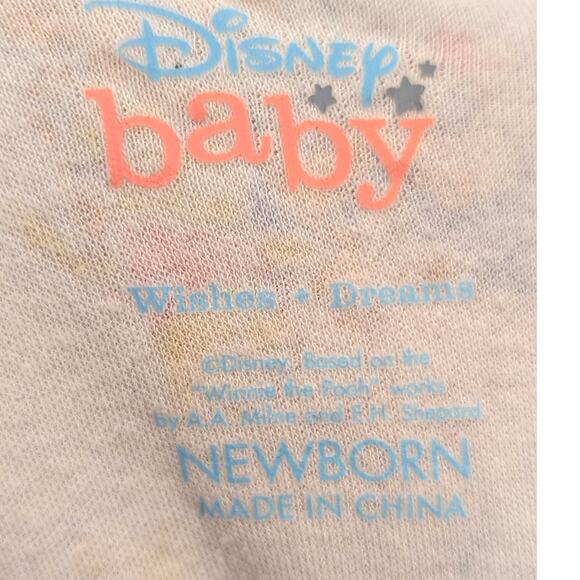 Disney
baby
Wishes + Dreams
©Disney. Based on the
"Winnie the Pooh" works
by A.A. Milne and E.H. Shepard
NEWBORN
MADE IN CHINA